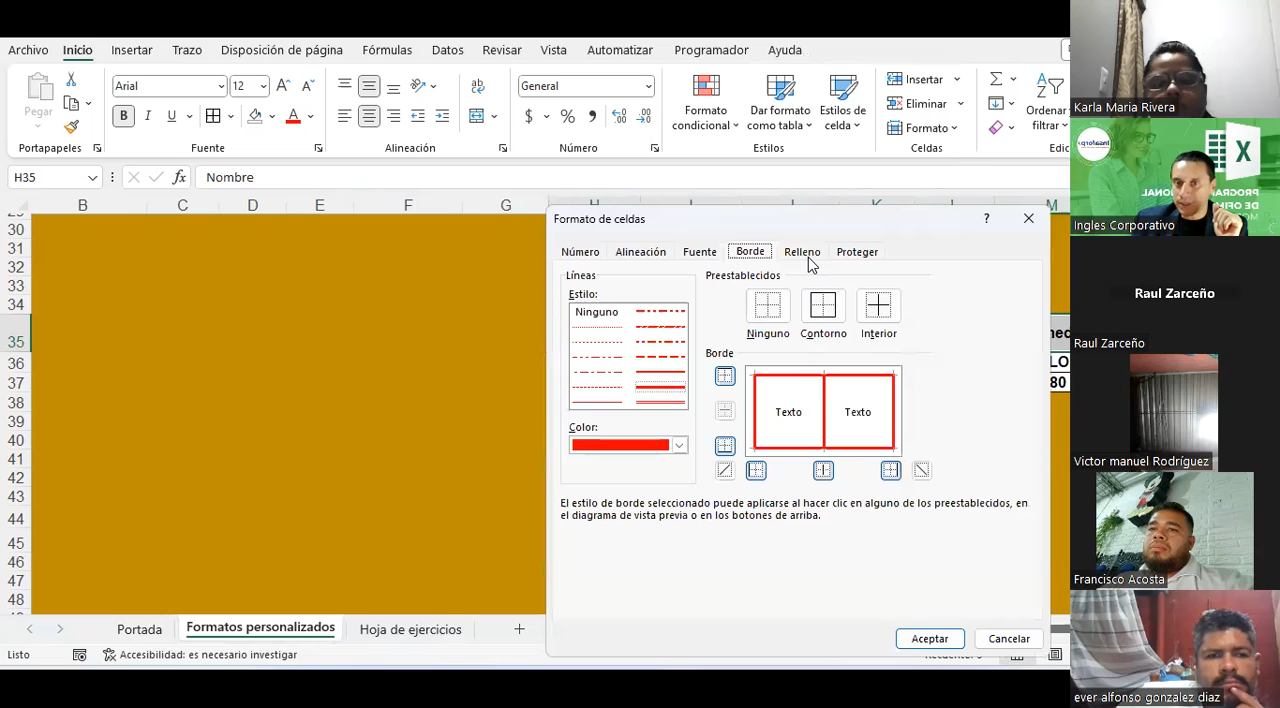 Archivo Inicio Insertar Trazo Disposición de página Fórmulas Datos Revisar Vista Automatizar Programador Ayuda
Pegar
Portapapeles
Arial 12
N K S
Fuente
Alineación
General
$ % 000
Número
Formato condicional
Dar formato como tabla
Estilos de celda
Estilos
Insertar
Eliminar
Formato
Celdas
Ordenar
filtrar
H35 fx Nombre
B C D E F G
30
31
32
33
34
35
36
37
38
39
40
41
42
43
44
45
46
47
48
LO
80
Formato de celdas ?
Número Alineación Fuente Borde Relleno Proteger
Líneas
Estilo:
Ninguno
Color:
Preestablecidos
Ninguno Contorno Interior
Borde
Texto Texto
El estilo de borde seleccionado puede aplicarse al hacer clic en alguno de los preestablecidos, en
el diagrama de vista previa o en los botones de arriba.
Aceptar Cancelar
Portada Formatos personalizados Hoja de ejercicios
Listo Accesibilidad: es necesario investigar
Karla Maria Rivera
Ingles Corporativo
Raul Zarceño
Raul Zarceño
Victor manuel Rodríguez
Francisco Acosta
ever alfonso gonzalez diaz